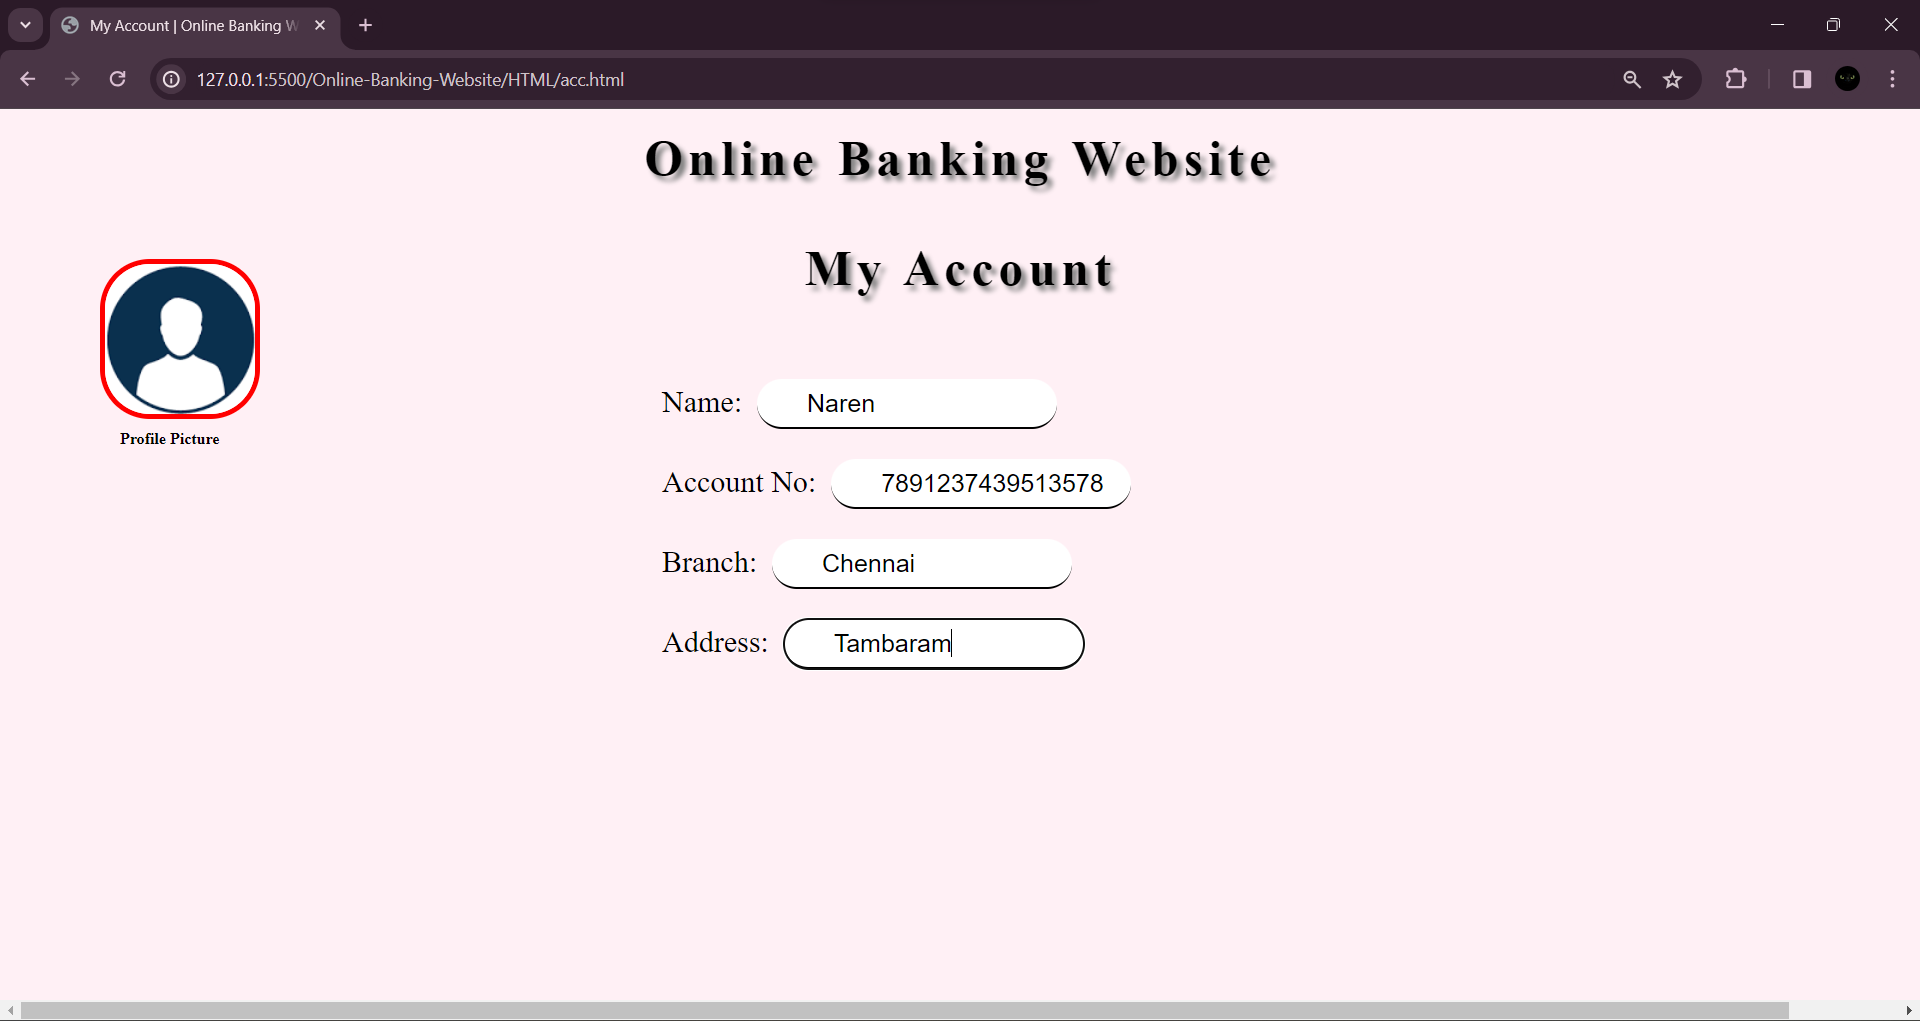 My Account | Online Banking W
127.0.0.1:5500/Online-Banking-Website/HTML/acc.html
Online Banking Website
My Account
Profile Picture
Name: Naren
Account No: 7891237439513578
Branch: Chennai
Address: Tambaram